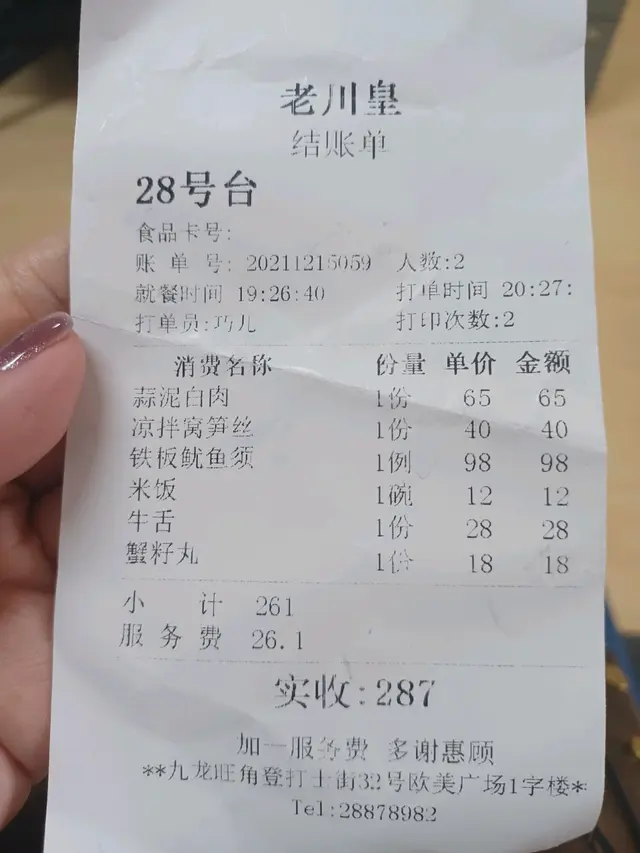 老川皇
结账单
28号台
食品卡号:
账 单 号: 20211215059 人数:2
就餐时间 19:26:40 打单时间 20:27:
打单员:巧儿 打印次数:2
消费名称 份量 单价 金额
蒜泥白肉 1份 65 65
凉拌窝笋丝 1份 40 40
铁板鱿鱼须 1例 98 98
米饭 1碗 12 12
牛舌 1份 28 28
蟹籽丸 1份 18 18
小 计 261
服 务 费 26.1
实收:287
加一服务费 多谢惠顾
**九龙旺角登打士街32号欧美广场1字楼*
Tel:28878982